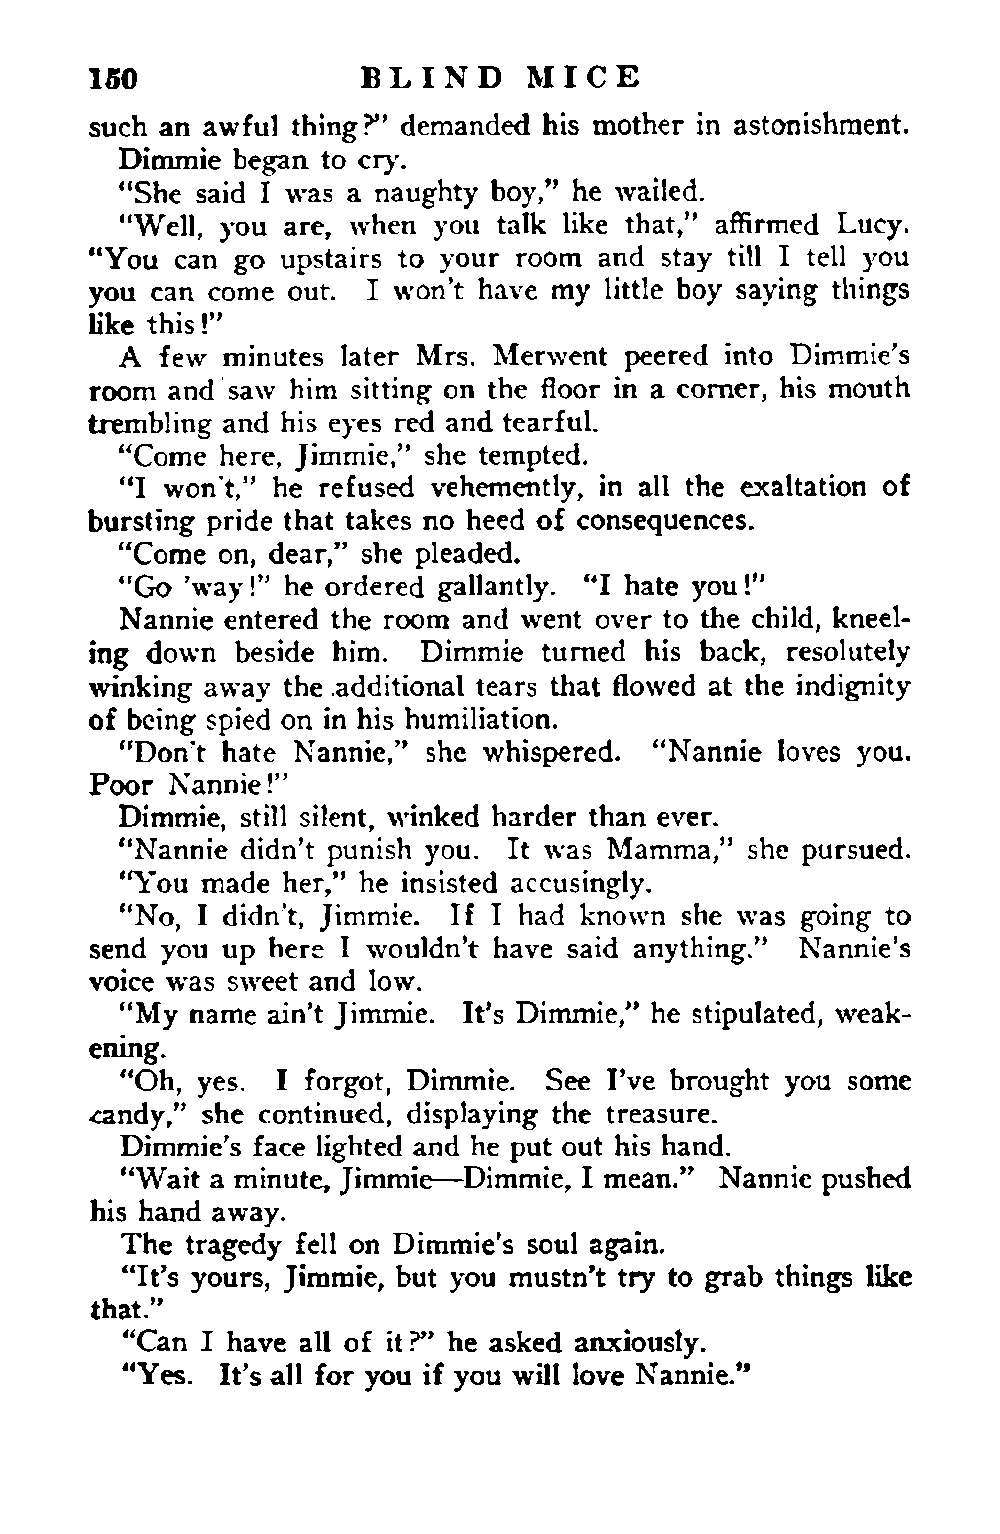 150 BLIND MICE
such an awful thing?" demanded his mother in astonishment.
Dimmie began to cry.
"She said I was a naughty boy," he wailed.
"Well, you are, when you talk like that," affirmed Lucy.
"You can go upstairs to your room and stay till I tell you
you can come out. I won't have my little boy saying things
like this!"
A few minutes later Mrs. Merwent peered into Dimmie's
room and saw him sitting on the floor in a corner, his mouth
trembling and his eyes red and tearful.
"Come here, Jimmie," she tempted.
"I won't," he refused vehemently, in all the exaltation of
bursting pride that takes no heed of consequences.
"Come on, dear," she pleaded.
"Go 'way!" he ordered gallantly. "I hate you!"
Nannie entered the room and went over to the child, kneel-
ing down beside him. Dimmie turned his back, resolutely
winking away the additional tears that flowed at the indignity
of being spied on in his humiliation.
"Don't hate Nannie," she whispered. "Nannie loves you.
Poor Nannie!"
Dimmie, still silent, winked harder than ever.
"Nannie didn't punish you. It was Mamma," she pursued.
"You made her," he insisted accusingly.
"No, I didn't, Jimmie. If I had known she was going to
send you up here I wouldn't have said anything." Nannie's
voice was sweet and low.
"My name ain't Jimmie. It's Dimmie," he stipulated, weak-
ening.
"Oh, yes. I forgot, Dimmie. See I've brought you some
candy," she continued, displaying the treasure.
Dimmie's face lighted and he put out his hand.
"Wait a minute, Jimmie—Dimmie, I mean." Nannie pushed
his hand away.
The tragedy fell on Dimmie's soul again.
"It's yours, Jimmie, but you mustn't try to grab things like
that."
"Can I have all of it?" he asked anxiously.
"Yes. It's all for you if you will love Nannie."